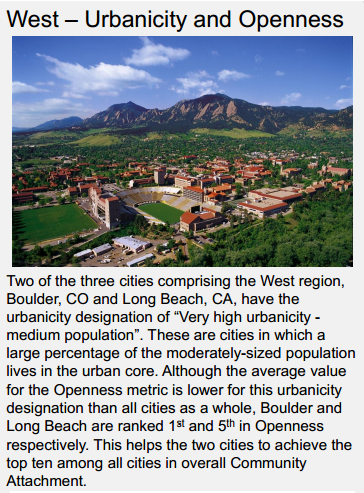 West – Urbanicity and Openness
Two of the three cities comprising the West region,
Boulder, CO and Long Beach, CA, have the
urbanicity designation of “Very high urbanicity -
medium population”. These are cities in which a
large percentage of the moderately-sized population
lives in the urban core. Although the average value
for the Openness metric is lower for this urbanicity
designation than all cities as a whole, Boulder and
Long Beach are ranked 1st and 5th in Openness
respectively. This helps the two cities to achieve the
top ten among all cities in overall Community
Attachment.